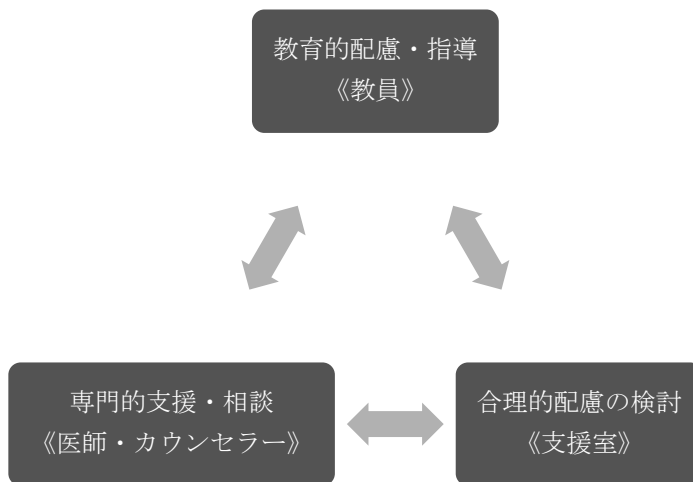 教育的配慮・指導
《教員》
専門的支援・相談
《医師・カウンセラー》
合理的配慮の検討
《支援室》